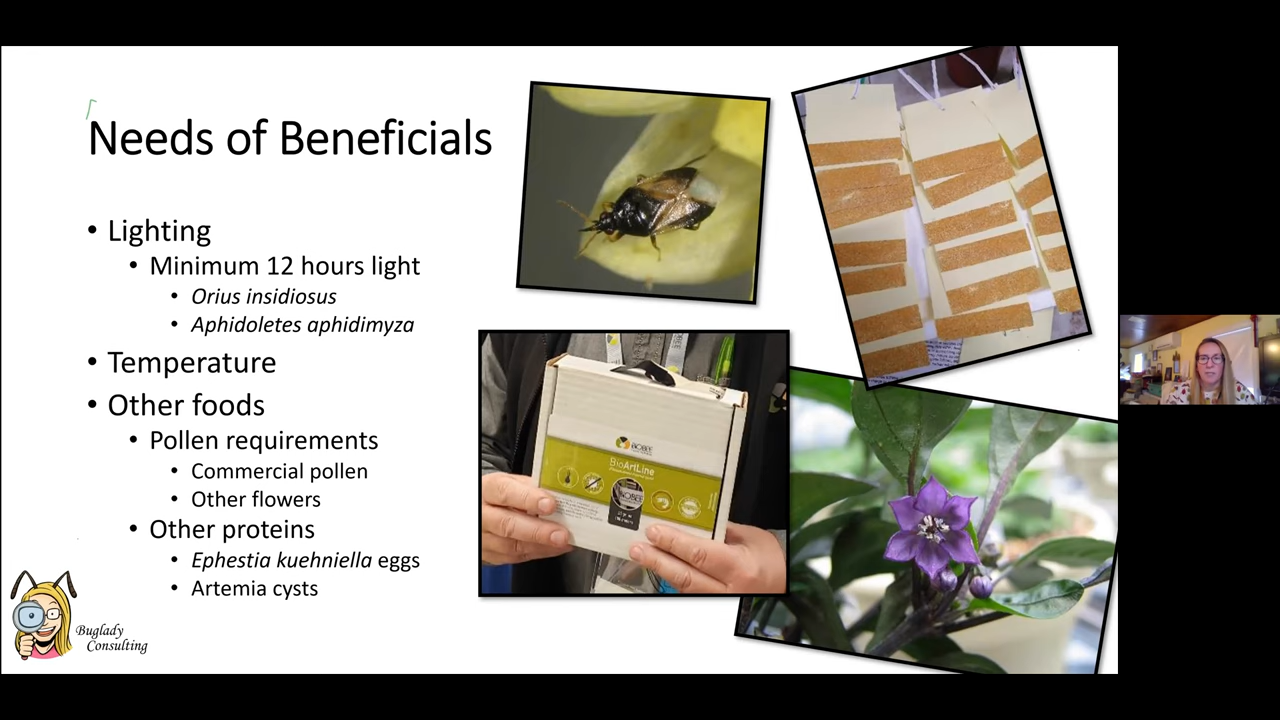 Needs of Beneficials
• Lighting
• Minimum 12 hours light
• Orius insidiosus
• Aphidoletes aphidimyza
• Temperature
• Other foods
• Pollen requirements
• Commercial pollen
• Other flowers
• Other proteins
• Ephestia kuehniella eggs
• Artemia cysts
Buglady
Consulting
BIOBEE
BioArtLine